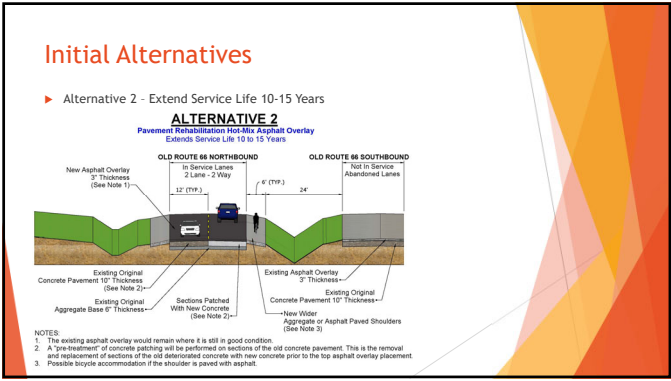 Initial Alternatives
Alternative 2 – Extend Service Life 10-15 Years
ALTERNATIVE 2
Pavement Rehabilitation Hot-Mix Asphalt Overlay
Extends Service Life 10 to 15 Years
OLD ROUTE 66 NORTHBOUND
In Service Lanes
2 Lane - 2 Way
OLD ROUTE 66 SOUTHBOUND
Not In Service
Abandoned Lanes
New Asphalt Overlay
3" Thickness
(See Note 1)
12' (TYP.)
6' (TYP.)
24'
Existing Original
Concrete Pavement 10" Thickness
(See Note 2)
Existing Original
Aggregate Base 6" Thickness
Sections Patched
With New Concrete
(See Note 2)
Existing Asphalt Overlay
3" Thickness
Existing Original
Concrete Pavement 10" Thickness
New Wider
Aggregate or Asphalt Paved Shoulders
(See Note 3)
NOTES:
1. The existing asphalt overlay would remain where it is still in good condition.
2. A "pre-treatment" of concrete patching will be performed on sections of the old concrete pavement. This is the removal
and replacement of sections of the old deteriorated concrete with new concrete prior to the top asphalt overlay placement.
3. Possible bicycle accommodation if the shoulder is paved with asphalt.